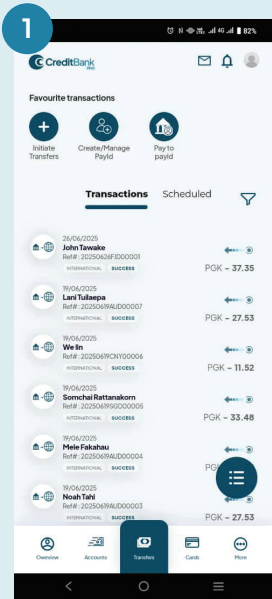 1
82
CreditBank
PNG
Favourite transactions
Initiate Transfers
Create/Manage PayId
Pay to payid
Transactions Scheduled
26/06/2025
John Tawake
Ref# : 20250626FJD00001
INTERNATIONAL SUCCESS
PGK - 37.35
19/06/2025
Lani Tuilaepa
Ref# : 20250619AUD00007
INTERNATIONAL SUCCESS
PGK - 27.53
19/06/2025
We lin
Ref# : 20250619CNY00006
INTERNATIONAL SUCCESS
PGK - 11.52
19/06/2025
Somchai Rattanakorn
Ref# : 20250619SGD00005
INTERNATIONAL SUCCESS
PGK - 33.48
19/06/2025
Mele Fakahau
Ref# : 20250619AUD00004
INTERNATIONAL SUCCESS
19/06/2025
Noah Tahi
Ref# : 20250619AUD00003
INTERNATIONAL SUCCESS
PGK - 27.53
Overview Accounts Transfers Cards More